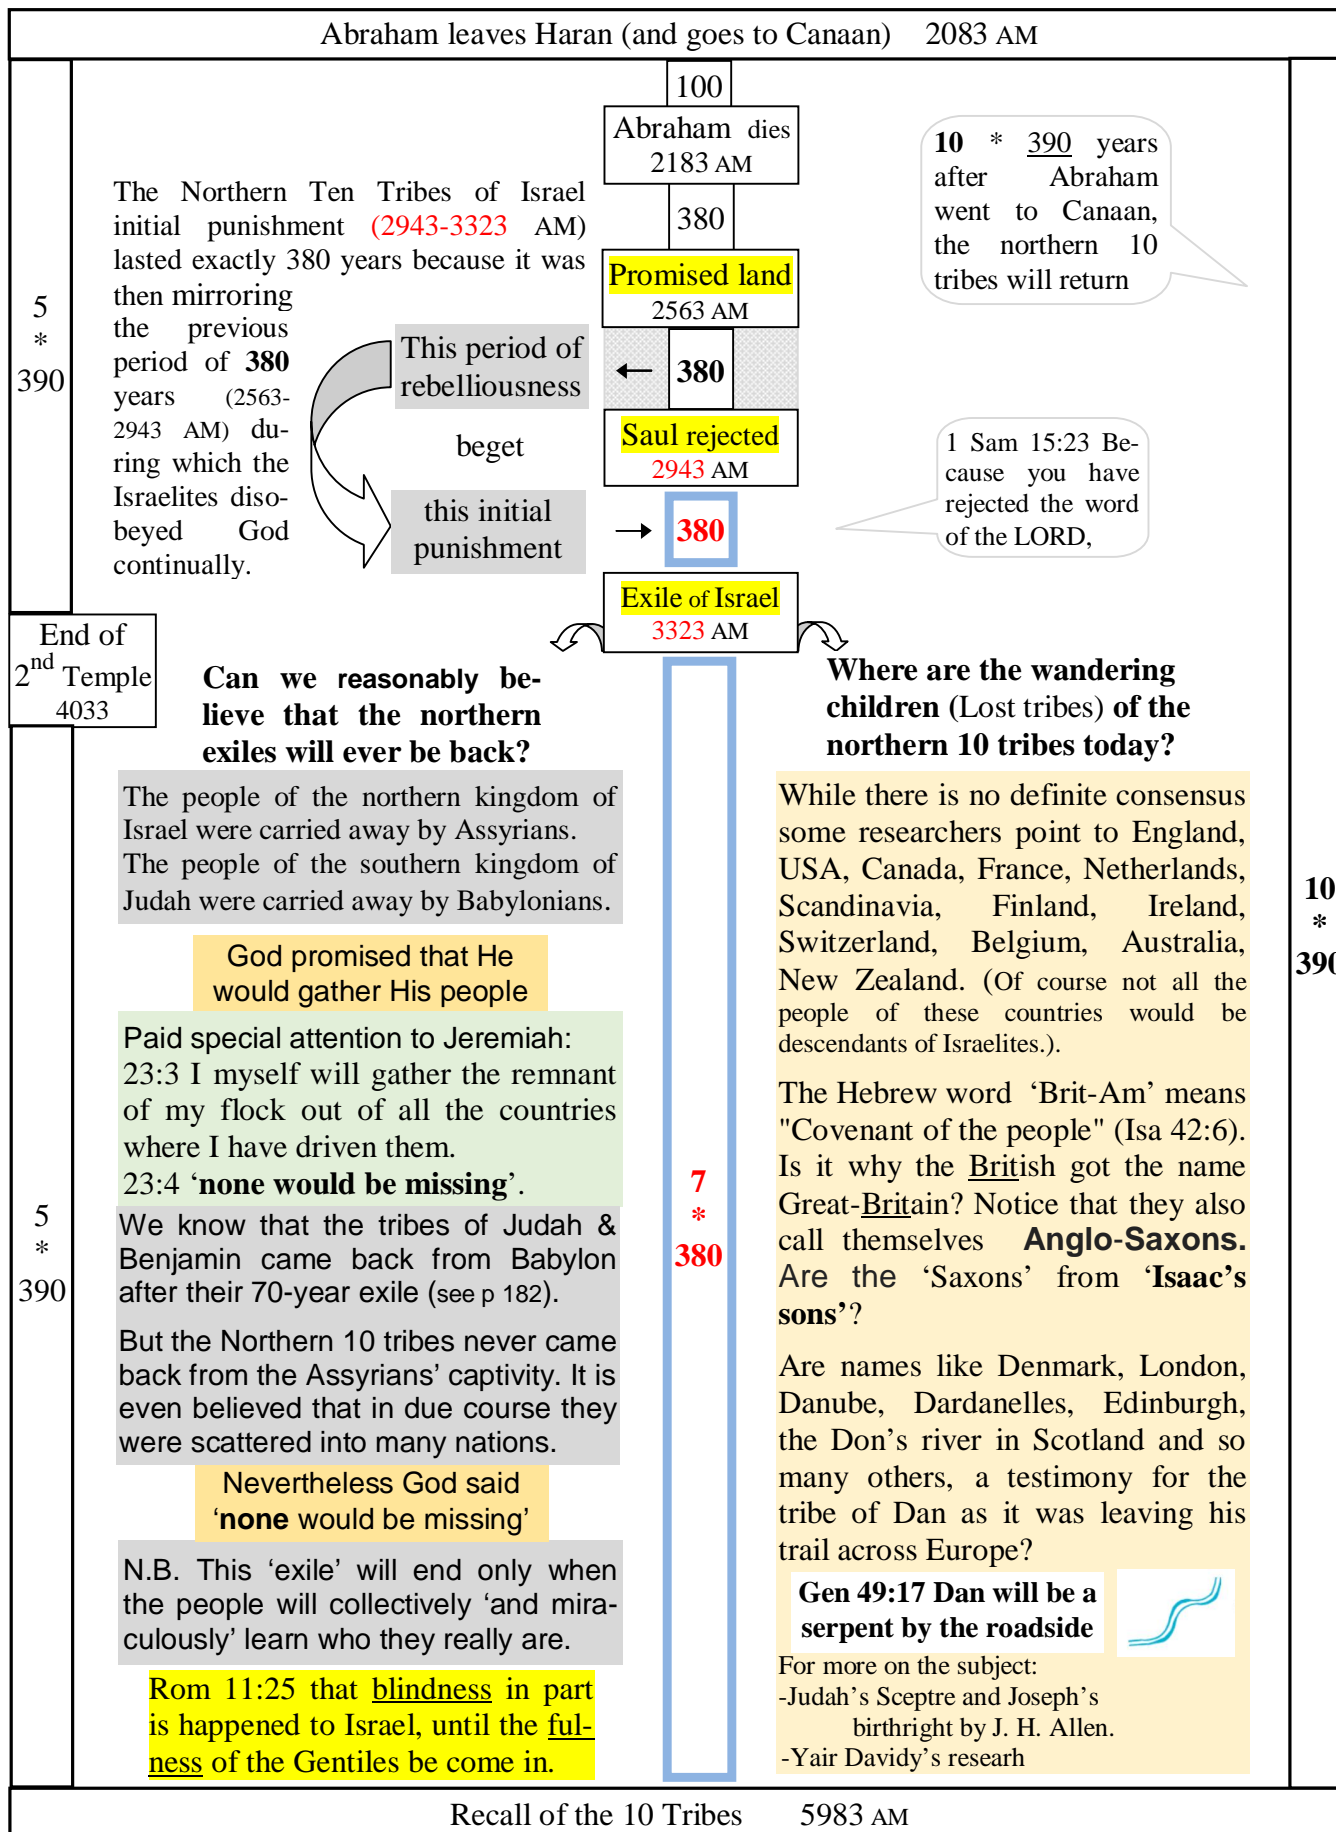 Abraham leaves Haran (and goes to Canaan) 2083 AM
100
Abraham dies
2183 AM
380
Promised land
2563 AM
380
Saul rejected
2943 AM
380
Exile of Israel
3323 AM
The Northern Ten Tribes of Israel
initial punishment (2943-3323 AM)
lasted exactly 380 years because it was
then mirroring
the previous
period of 380
years (2563-
2943 AM) du-
ring which the
Israelites diso-
beyed God
continually.
This period of
rebelliousness
beget
this initial
punishment
10 * 390 years
after Abraham
went to Canaan,
the northern 10
tribes will return
1 Sam 15:23 Be-
cause you have
rejected the word
of the LORD,
5
*
390
End of
2nd Temple
4033
5
*
390
Can we reasonably be-
lieve that the northern
exiles will ever be back?
The people of the northern kingdom of
Israel were carried away by Assyrians.
The people of the southern kingdom of
Judah were carried away by Babylonians.
God promised that He
would gather His people
Paid special attention to Jeremiah:
23:3 I myself will gather the remnant
of my flock out of all the countries
where I have driven them.
23:4 ‘none would be missing’.
We know that the tribes of Judah &
Benjamin came back from Babylon
after their 70-year exile (see p 182).
But the Northern 10 tribes never came
back from the Assyrians’ captivity. It is
even believed that in due course they
were scattered into many nations.
Nevertheless God said
‘none would be missing’
N.B. This ‘exile’ will end only when
the people will collectively ‘and mira-
culously’ learn who they really are.
Rom 11:25 that blindness in part
is happened to Israel, until the ful-
ness of the Gentiles be come in.
7
*
380
Where are the wandering
children (Lost tribes) of the
northern 10 tribes today?
While there is no definite consensus
some researchers point to England,
USA, Canada, France, Netherlands,
Scandinavia, Finland, Ireland,
Switzerland, Belgium, Australia,
New Zealand. (Of course not all the
people of these countries would be
descendants of Israelites.).
The Hebrew word ‘Brit-Am’ means
"Covenant of the people" (Isa 42:6).
Is it why the British got the name
Great-Britain? Notice that they also
call themselves Anglo-Saxons.
Are the ‘Saxons’ from ‘Isaac’s
sons’?
Are names like Denmark, London,
Danube, Dardanelles, Edinburgh,
the Don’s river in Scotland and so
many others, a testimony for the
tribe of Dan as it was leaving his
trail across Europe?
Gen 49:17 Dan will be a
serpent by the roadside
For more on the subject:
-Judah’s Sceptre and Joseph’s
birthright by J. H. Allen.
-Yair Davidy’s researh
10
*
390
Recall of the 10 Tribes 5983 AM